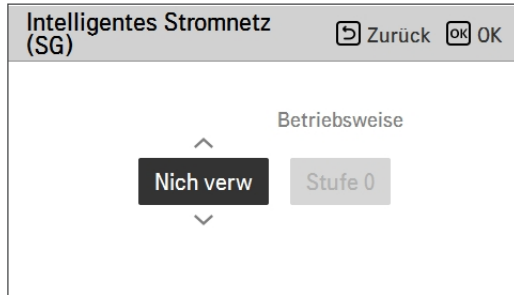 Intelligentes Stromnetz
(SG)
Zurück OK OK
Betriebsweise
Nich verw
Stufe 0